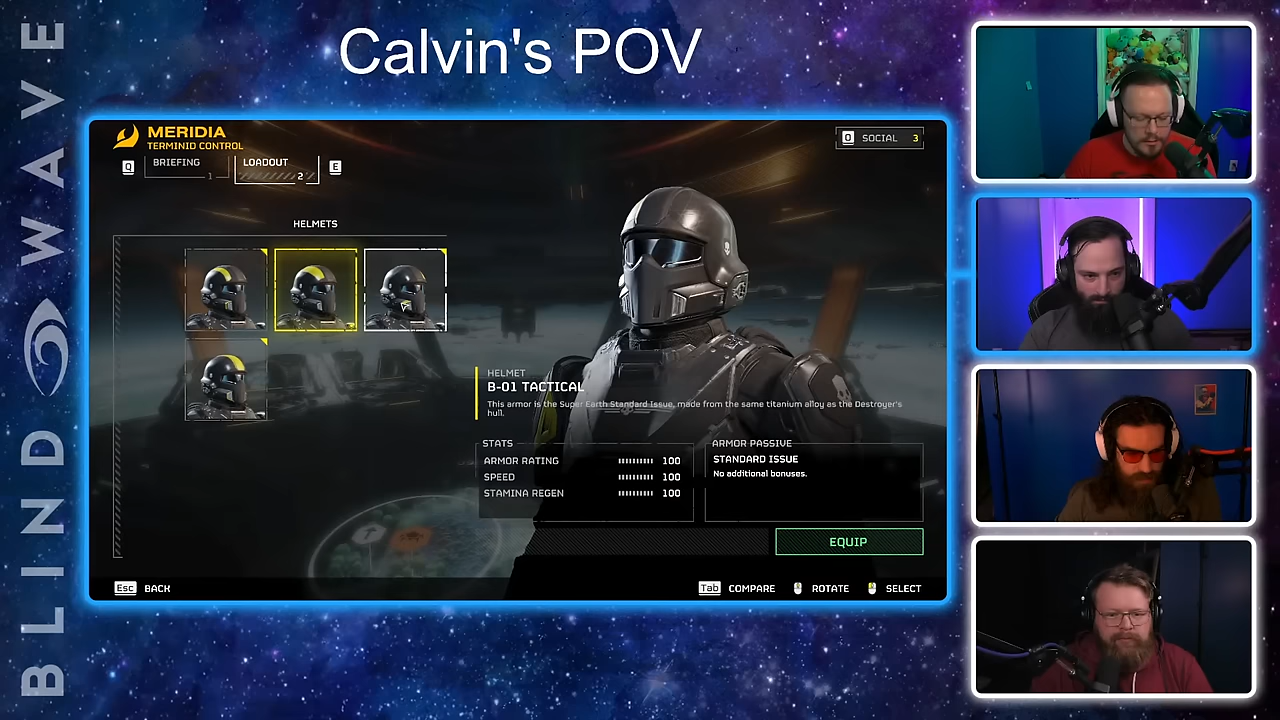 BLIND WAVE
Calvin's POV
MERIDIA
TERMINID CONTROL
Q
BRIEFING
1
LOADOUT
2
E
O
SOCIAL
3
HELMETS
HELMET
B-01 TACTICAL
This armor is the Super Earth Standard Issue, made from the same titanium alloy as the Destroyer's
hull.
STATS
ARMOR RATING 100
SPEED 100
STAMINA REGEN 100
ARMOR PASSIVE
STANDARD ISSUE
No additional bonuses.
EQUIP
Esc BACK
Tab COMPARE
ROTATE
SELECT